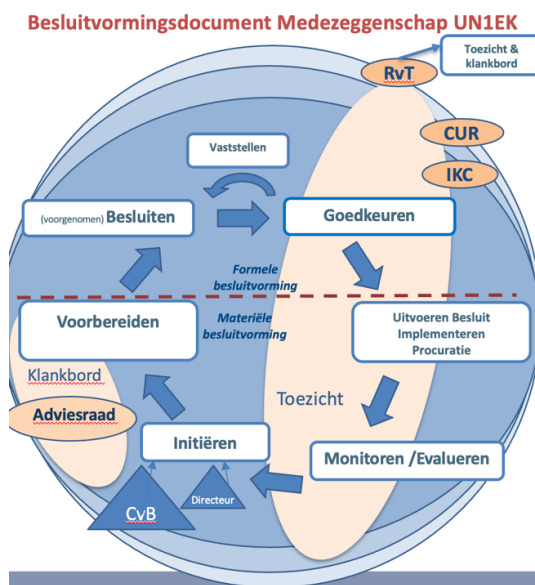 Besluitvormingsdocument Medezeggenschap UN1EK
Toezicht &
klankbord
RvT
CUR
IKC
Vaststellen
(voorgenomen) Besluiten
Goedkeuren
Formele
besluitvorming
Materiële
besluitvorming
Voorbereiden
Uitvoeren Besluit
Implementeren
Procuratie
Klankbord
Adviesraad
Toezicht
Initiëren
Monitoren /Evalueren
CvB
Directeur